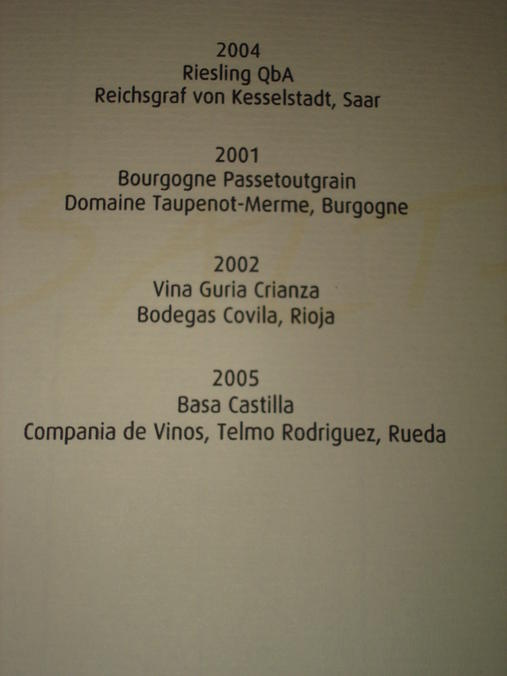 2004
Riesling QbA
Reichsgraf von Kesselstadt, Saar
2001
Bourgogne Passetoutgrain
Domaine Taupenot-Merme, Burgogne
2002
Vina Guria Crianza
Bodegas Covila, Rioja
2005
Basa Castilla
Compania de Vinos, Telmo Rodriguez, Rueda